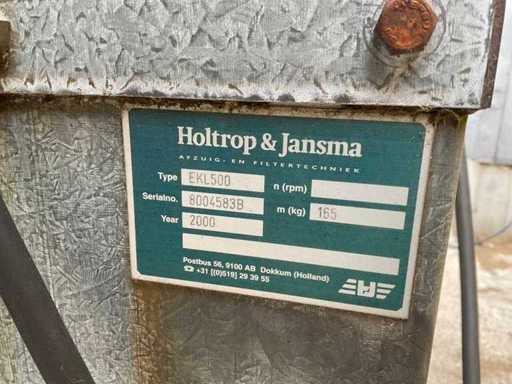 Holtrop & Jansma
AFZUIG- EN FILTERTECHNIEK
Type EKL500 n (rpm)
Serialno. 8004583B m (kg) 165
Year 2000
Postbus 56, 9100 AB Dokkum (Holland)
☎ +31 [(0)519] 29 39 55